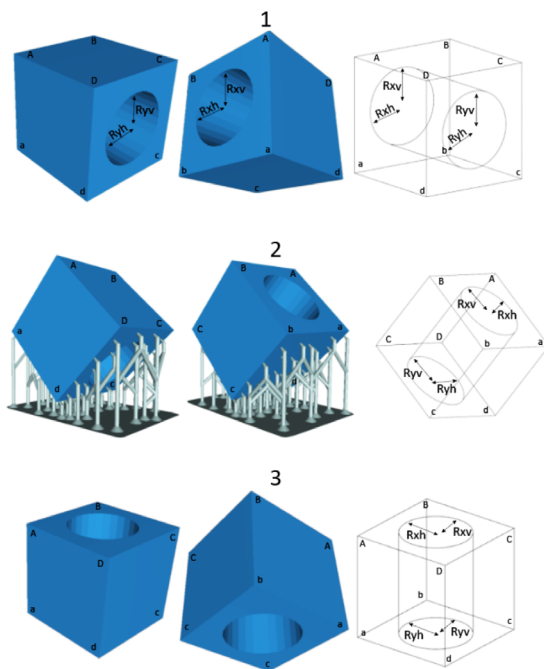 1
A B C D
Ryv
Ryh
a c d
A B D
Rxv
Rxh
a b c d
B A D C
Rxv
Rxh
Ryv
Ryh
a b c d
2
A B D C
a c d
B A
C b a
c d
B A
Rxv
Rxh
C D b a
Ryv
Ryh
c d
3
B
A C
D
a c
d
B
A
C
b
a
c c
B
Rxh Rxv
A C
D
b
Ryh Ryv
a c
d